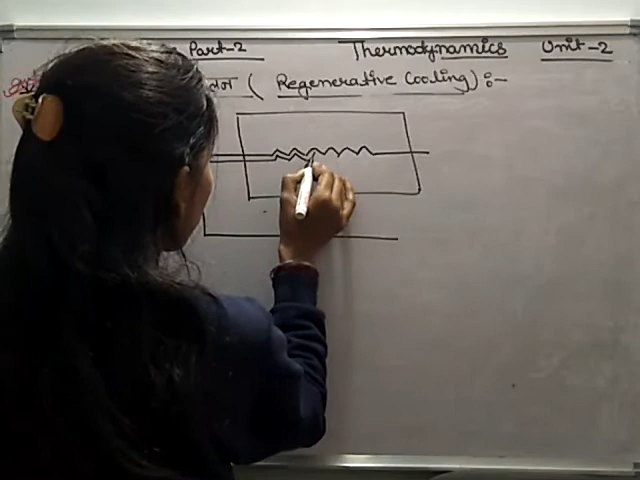 Part-2 Thermodynamics Unit-2
( Regenerative Cooling) :-